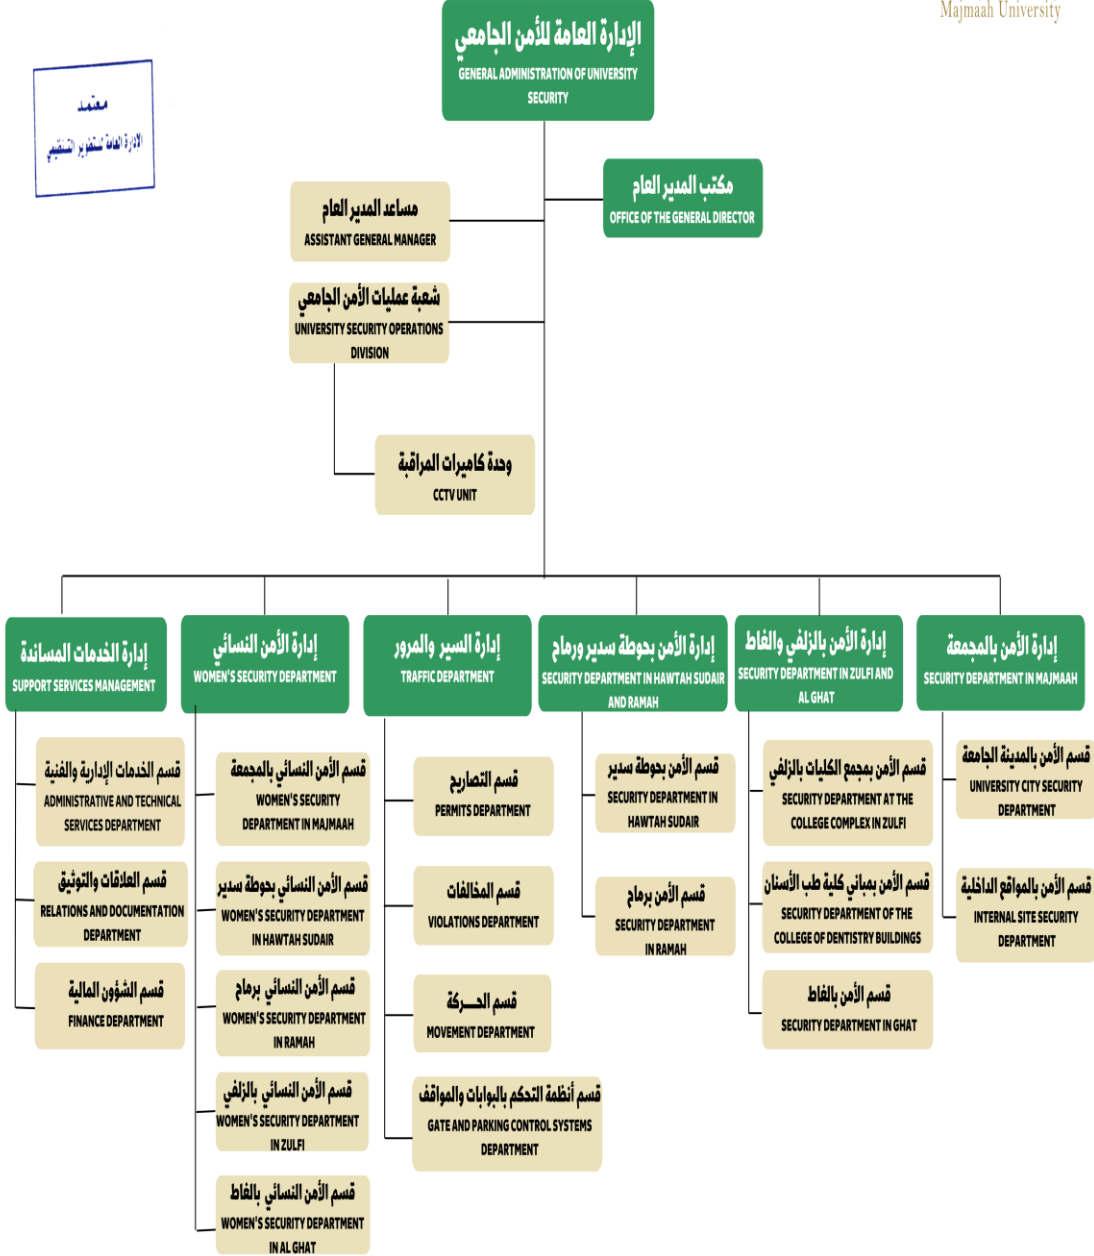 Majmaah University
الإدارة العامة للأمن الجامعي
GENERAL ADMINISTRATION OF UNIVERSITY
SECURITY
معتمد
الإدارة العامة للتطوير التنظيمي
مكتب المدير العام
OFFICE OF THE GENERAL DIRECTOR
مساعد المدير العام
ASSISTANT GENERAL MANAGER
شعبة عمليات الأمن الجامعي
UNIVERSITY SECURITY OPERATIONS
DIVISION
وحدة كاميرات المراقبة
CCTV UNIT
إدارة الأمن بالمجمعة
SECURITY DEPARTMENT IN MAJMAAH
قسم الأمن بالمدينة الجامعة
UNIVERSITY CITY SECURITY
DEPARTMENT
قسم الأمن بالمواقع الداخلية
INTERNAL SITE SECURITY
DEPARTMENT
إدارة الأمن بالزلفي والغاط
SECURITY DEPARTMENT IN ZULFI AND
AL GHAT
قسم الأمن بمجمع الكليات بالزلفي
SECURITY DEPARTMENT AT THE
COLLEGE COMPLEX IN ZULFI
قسم الأمن بمباني كلية طب الأسنان
SECURITY DEPARTMENT OF THE
COLLEGE OF DENTISTRY BUILDINGS
قسم الأمن بالغاط
SECURITY DEPARTMENT IN GHAT
إدارة الأمن بحوطة سدير ورماح
SECURITY DEPARTMENT IN HAWTAH SUDAIR
AND RAMAH
قسم الأمن بحوطة سدير
SECURITY DEPARTMENT IN
HAWTAH SUDAIR
قسم الأمن برماح
SECURITY DEPARTMENT
IN RAMAH
إدارة السير والمرور
TRAFFIC DEPARTMENT
قسم التصاريح
PERMITS DEPARTMENT
قسم المخالفات
VIOLATIONS DEPARTMENT
قسم الحـــركة
MOVEMENT DEPARTMENT
قسم أنظمة التحكم بالبوابات والمواقف
GATE AND PARKING CONTROL SYSTEMS
DEPARTMENT
إدارة الأمن النسائي
WOMEN'S SECURITY DEPARTMENT
قسم الأمن النسائي بالمجمعة
WOMEN'S SECURITY
DEPARTMENT IN MAJMAAH
قسم الأمن النسائي بحوطة سدير
WOMEN'S SECURITY DEPARTMENT
IN HAWTAH SUDAIR
قسم الأمن النسائي برماح
WOMEN'S SECURITY DEPARTMENT
IN RAMAH
قسم الأمن النسائي بالزلفي
WOMEN'S SECURITY DEPARTMENT
IN ZULFI
قسم الأمن النسائي بالغاط
WOMEN'S SECURITY DEPARTMENT
IN AL GHAT
إدارة الخدمات المساندة
SUPPORT SERVICES MANAGEMENT
قسم الخدمات الإدارية والفنية
ADMINISTRATIVE AND TECHNICAL
SERVICES DEPARTMENT
قسم العلاقات والتوثيق
RELATIONS AND DOCUMENTATION
DEPARTMENT
قسم الشؤون المالية
FINANCE DEPARTMENT